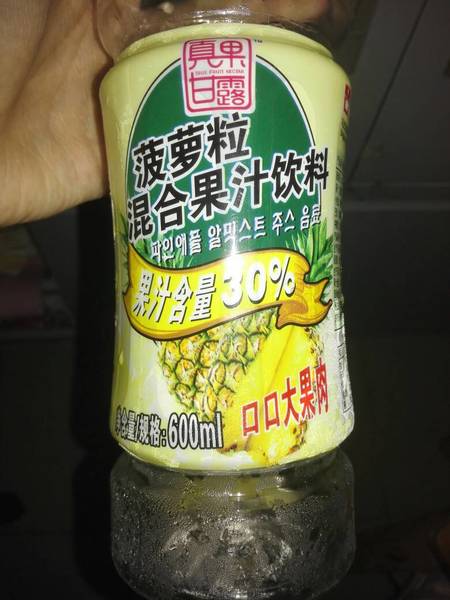 真果
TRUE FRUIT NECTAR
甘露
菠萝粒
混合果汁饮料
파인애플 알맹스트 주스 음료
果汁含量30%
口口大果肉
净含量/规格:600ml